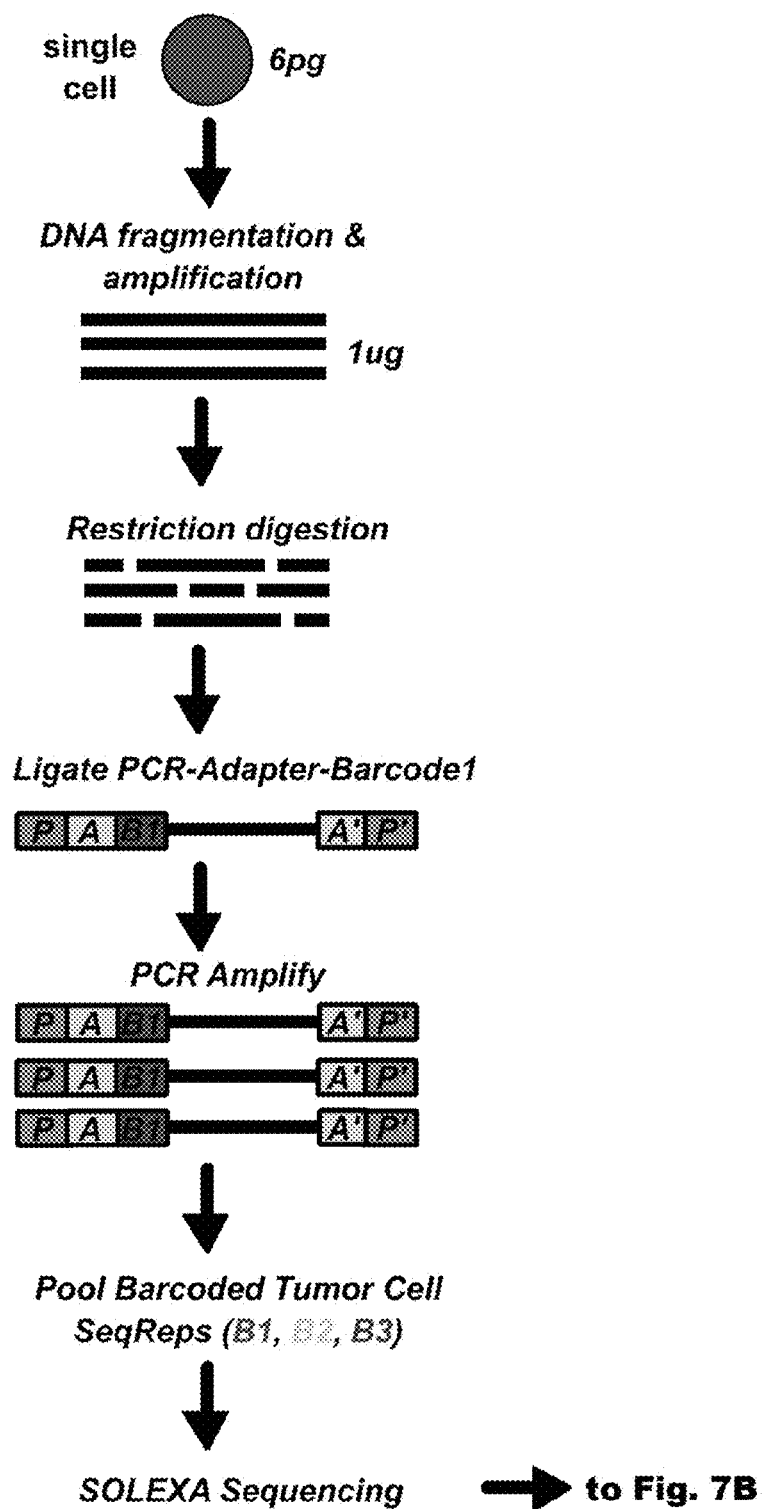 single
cell
6pg
DNA fragmentation &
amplification
1ug
Restriction digestion
Ligate PCR-Adapter-Barcode1
P A B1 A' P'
PCR Amplify
P A B1 A' P'
P A B1 A' P'
P A B1 A' P'
Pool Barcoded Tumor Cell
SeqReps (B1, B2, B3)
SOLEXA Sequencing
to Fig. 7B